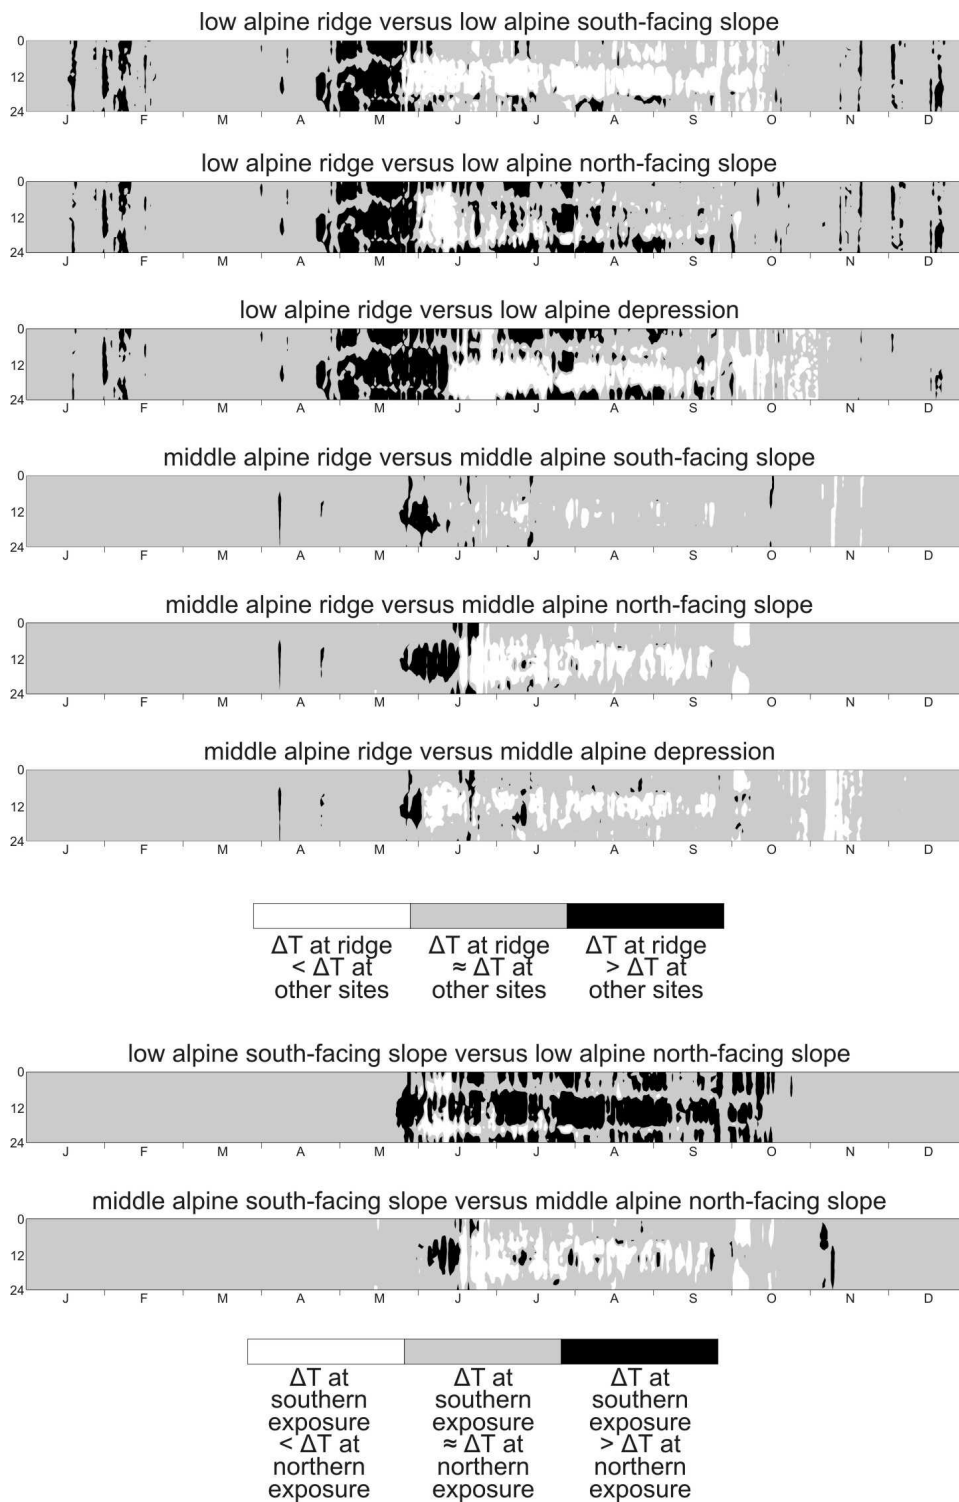 low alpine ridge versus low alpine south-facing slope
0
12
24
J F M A M J J A S O N D
low alpine ridge versus low alpine north-facing slope
0
12
24
J F M A M J J A S O N D
low alpine ridge versus low alpine depression
0
12
24
J F M A M J J A S O N D
middle alpine ridge versus middle alpine south-facing slope
0
12
24
J F M A M J J A S O N D
middle alpine ridge versus middle alpine north-facing slope
0
12
24
J F M A M J J A S O N D
middle alpine ridge versus middle alpine depression
0
12
24
J F M A M J J A S O N D
ΔT at ridge
< ΔT at
other sites
ΔT at ridge
≈ ΔT at
other sites
ΔT at ridge
> ΔT at
other sites
low alpine south-facing slope versus low alpine north-facing slope
0
12
24
J F M A M J J A S O N D
middle alpine south-facing slope versus middle alpine north-facing slope
0
12
24
J F M A M J J A S O N D
ΔT at
southern
exposure
< ΔT at
northern
exposure
ΔT at
southern
exposure
≈ ΔT at
northern
exposure
ΔT at
southern
exposure
> ΔT at
northern
exposure